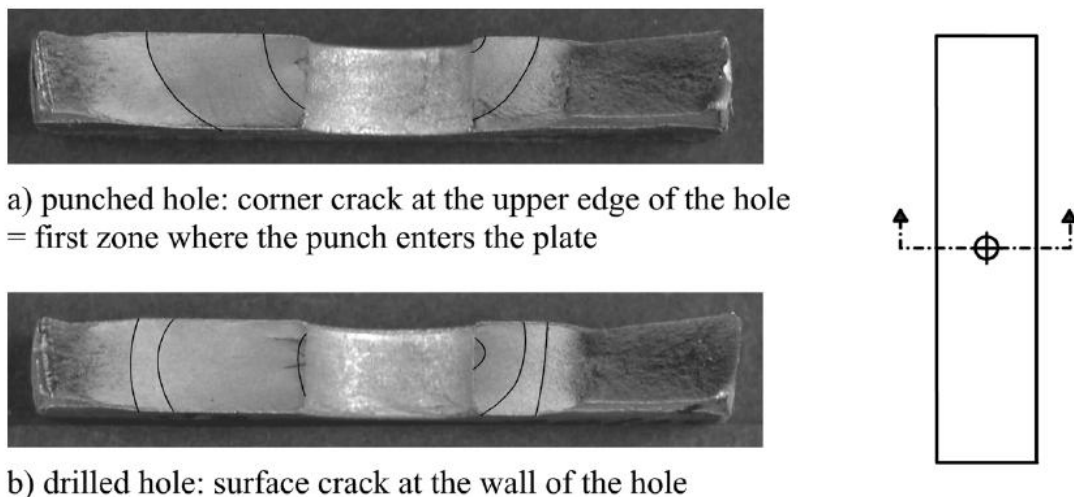 a) punched hole: corner crack at the upper edge of the hole
= first zone where the punch enters the plate
b) drilled hole: surface crack at the wall of the hole